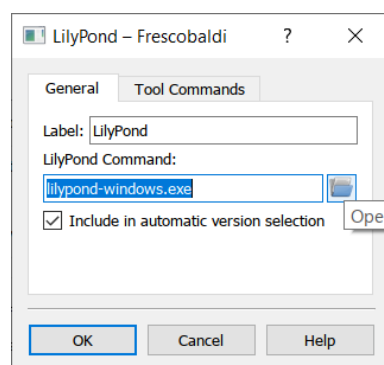 LilyPond – Frescobaldi ?
General Tool Commands
Label: LilyPond
LilyPond Command:
lilypond-windows.exe
Include in automatic version selection
Ope
OK Cancel Help